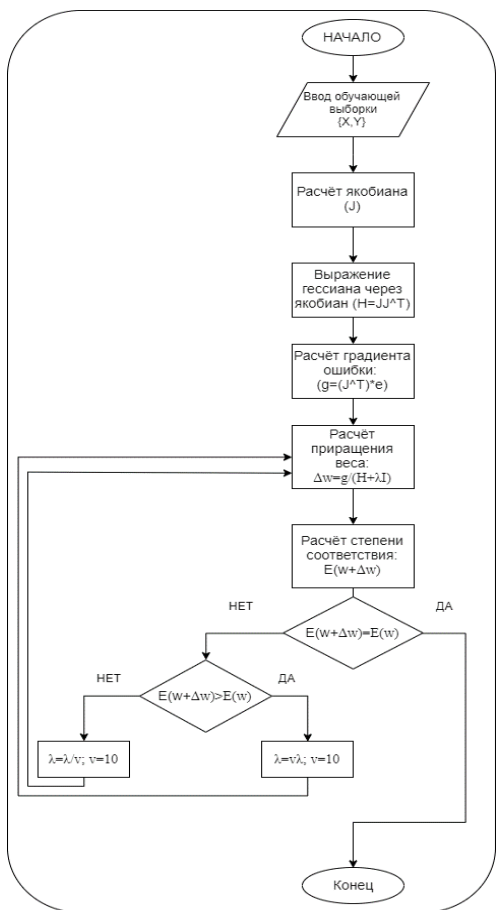 НАЧАЛО
Ввод обучающей
выборки
{X,Y}
Расчёт якобиана
(J)
Выражение
гессиана через
якобиан (H=JJ^T)
Расчёт градиента
ошибки:
(g=(J^T)*e)
Расчёт
приращения
веса:
Δw=g/(H+λI)
Расчёт степени
соответствия:
E(w+Δw)
НЕТ
ДА
E(w+Δw)=E(w)
НЕТ
ДА
E(w+Δw)>E(w)
λ=λ/v; v=10
λ=vλ; v=10
Конец